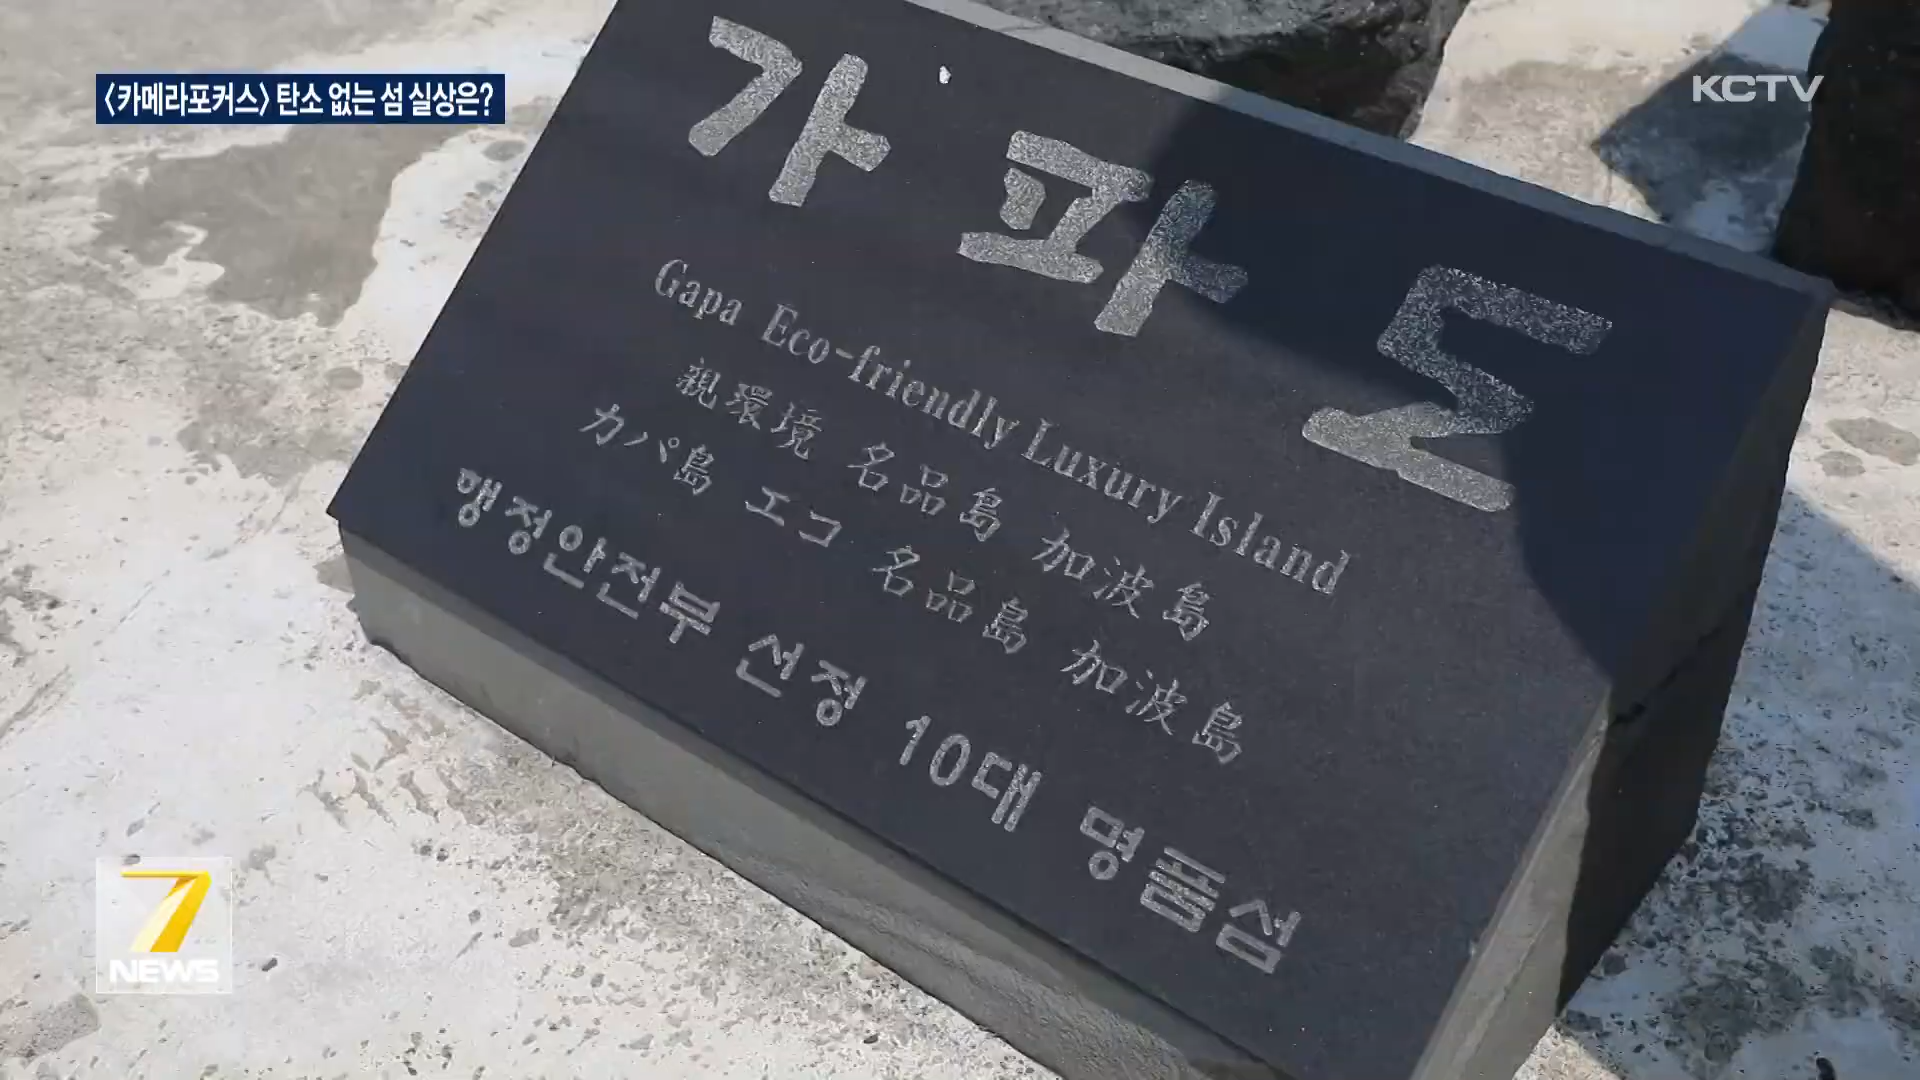 <카메라포커스> 탄소 없는 섬 실상은?
KCTV
가파도
Gapa Eco-friendly Luxury Island
親環境 名品島 加波島
カパ島 エコ 名品島 加波島
행정안전부 선정 10대 명품섬
7
NEWS